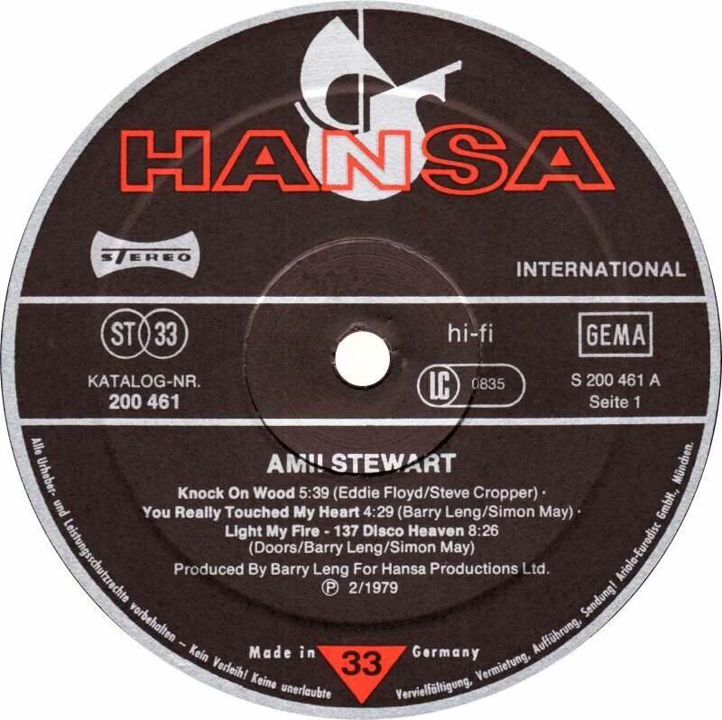 HANSA
STEREO
INTERNATIONAL
ST 33
hi-fi
GEMA
KATALOG-NR.
200 461
LC 0835
S 200 461 A
Seite 1
AMII STEWART
Knock On Wood 5:39 (Eddie Floyd/Steve Cropper) ·
You Really Touched My Heart 4:29 (Barry Leng/Simon May) ·
Light My Fire - 137 Disco Heaven 8:26
(Doors/Barry Leng/Simon May)
Produced By Barry Leng For Hansa Productions Ltd.
Ⓟ 2/1979
Made in 33 Germany
Alle Urheber- und Leistungsschutzrechte vorbehalten – Kein Verleih! Keine unerlaubte Vervielfältigung, Vermietung, Aufführung, Sendung! Ariola-Eurodisc GmbH., München.